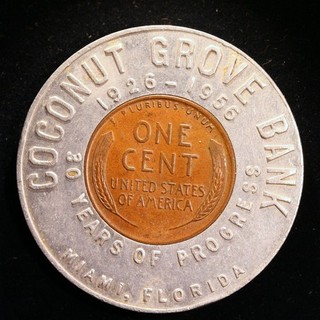 COCONUT GROVE BANK
1926-1956
E PLURIBUS UNUM
ONE
CENT
UNITED STATES
OF AMERICA
30 YEARS OF PROGRESS
MIAMI, FLORIDA